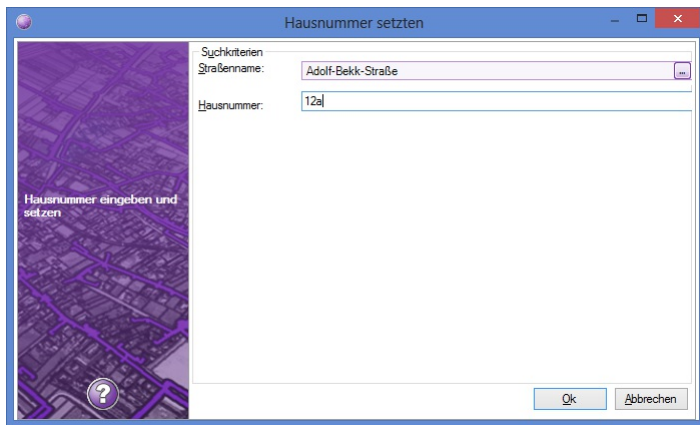 Hausnummer setzten
Suchkriterien
Straßenname:
Adolf-Bekk-Straße
...
Hausnummer:
12a
Hausnummer eingeben und
setzen
?
Ok
Abbrechen